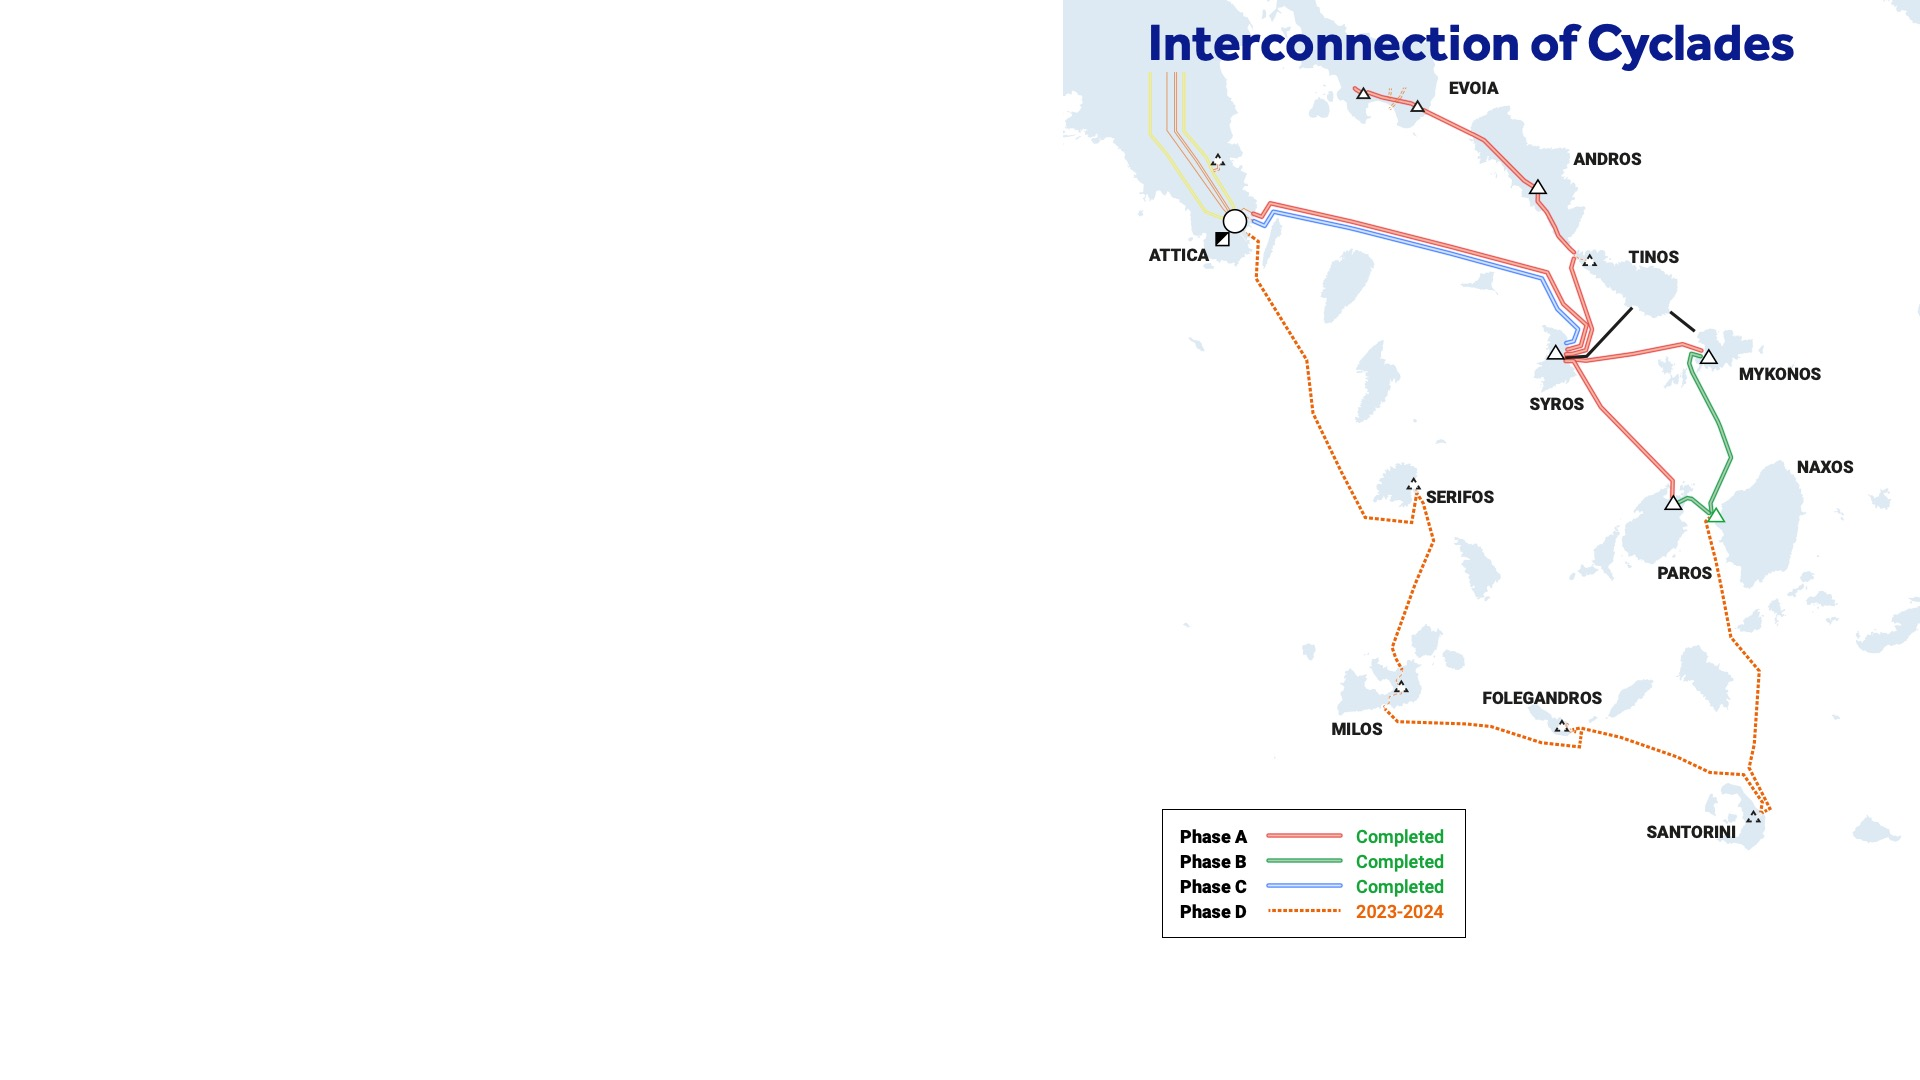 Interconnection of Cyclades
EVOIA
ANDROS
ATTICA
TINOS
MYKONOS
SYROS
NAXOS
SERIFOS
PAROS
FOLEGANDROS
MILOS
SANTORINI
Phase A Completed
Phase B Completed
Phase C Completed
Phase D 2023-2024